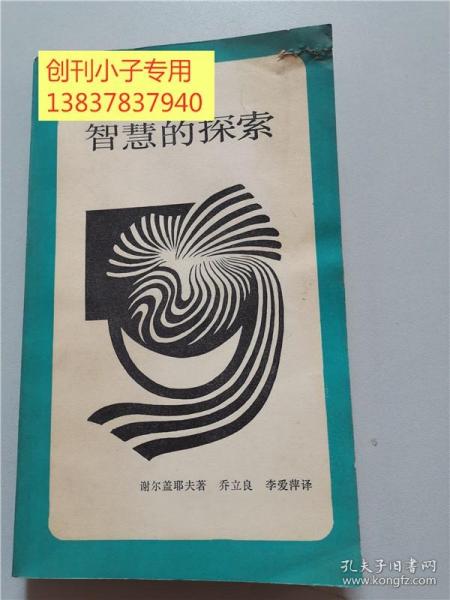 创刊小子专用
13837837940
智慧的探索
谢尔盖耶夫著 乔立良 李爱萍译
孔夫子旧书网
www.kongfz.com